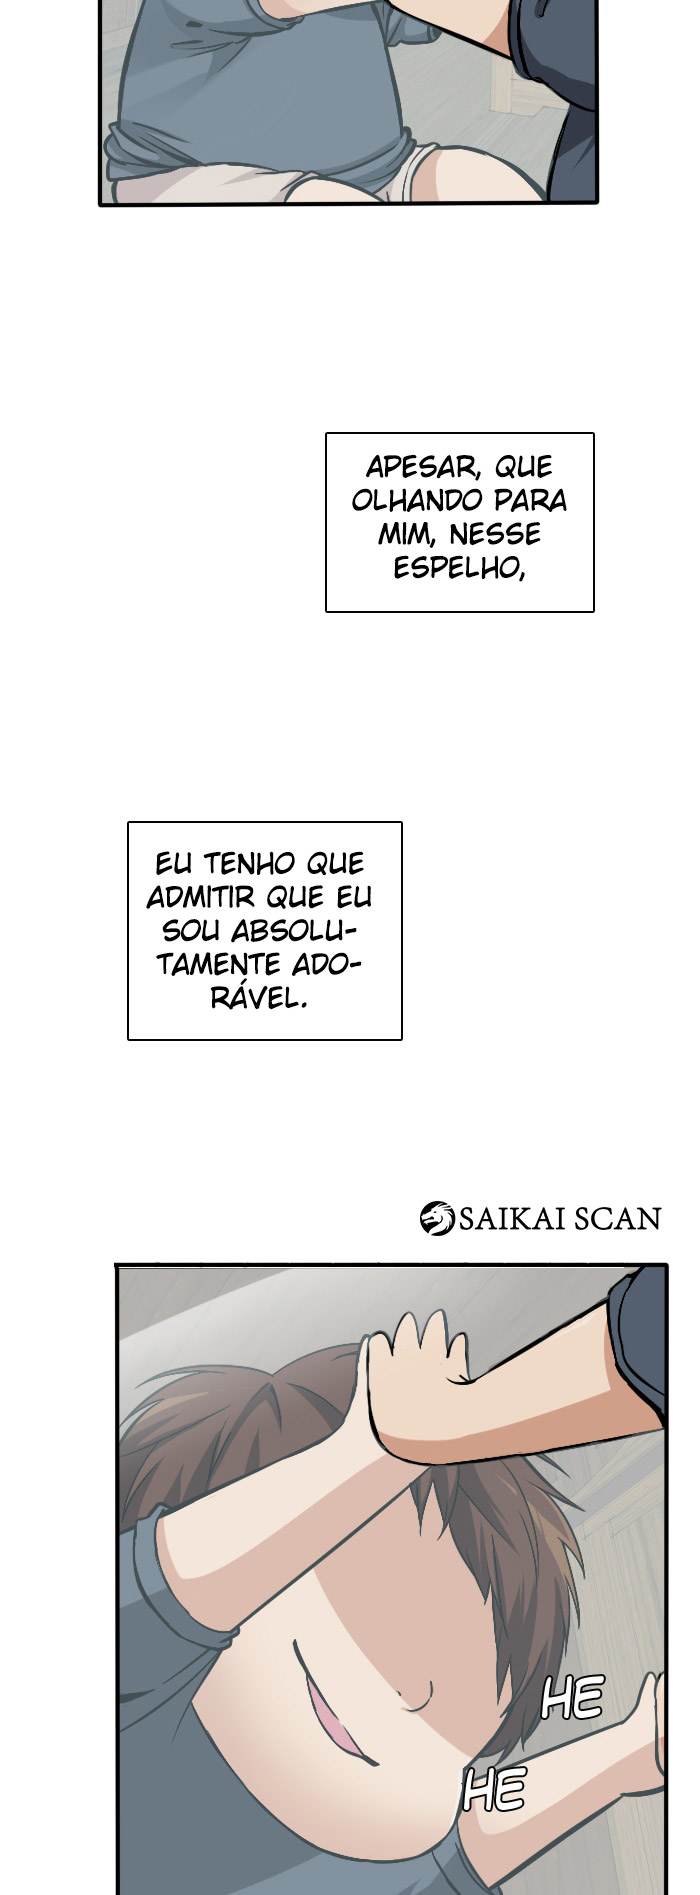 APESAR, QUE
OLHANDO PARA
MIM, NESSE
ESPELHO,
EU TENHO QUE
ADMITIR QUE EU
SOU ABSOLU-
TAMENTE ADO-
RÁVEL.
SAIKAI SCAN
HE
HE